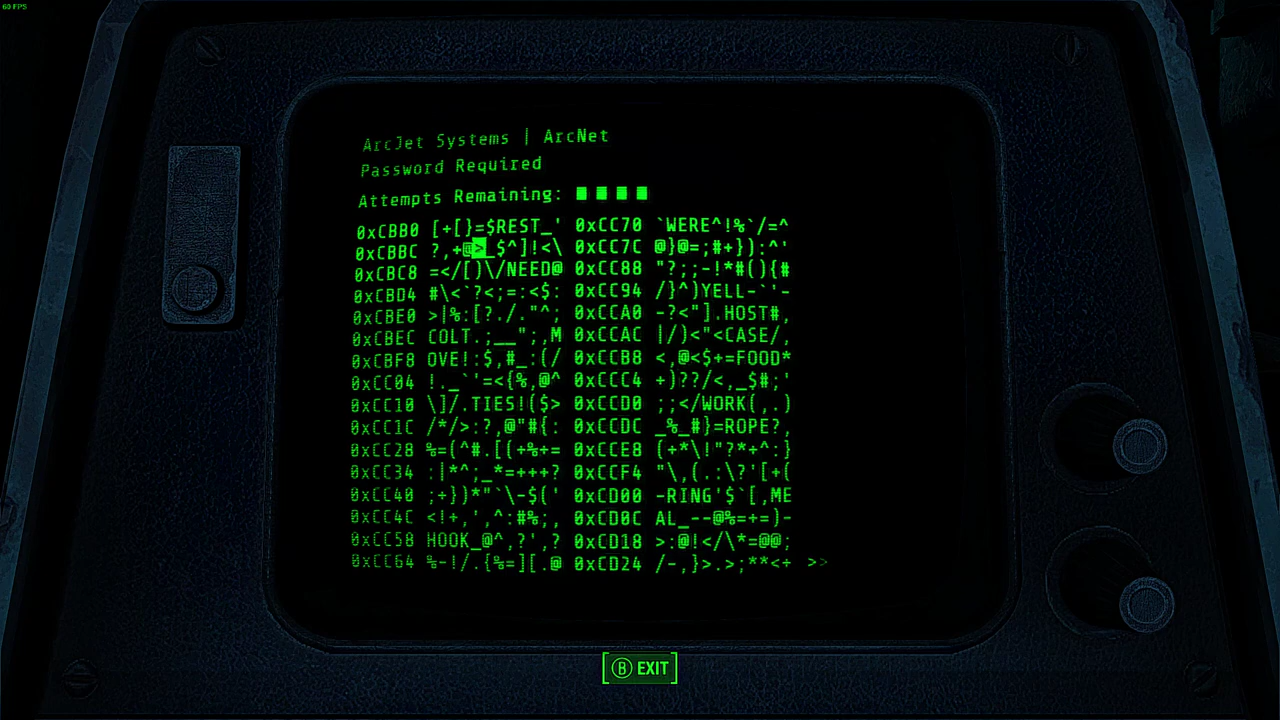 60 FPS
ArcJet Systems | ArcNet
Password Required
Attempts Remaining: ■ ■ ■ ■
0xCBB0 [+[}=$REST_' 0xCC70 `WERE^!%`/=^
0xCBBC ?,+@>_$^]!<\ 0xCC7C @}@=;#+}):^'
0xCBC8 =</[)\/NEED@ 0xCC88 "?;;-!*#(){#
0xCBD4 #\<`?<;=:<$: 0xCC94 /}^)YELL-`'-
0xCBE0 >|%:[?./."^; 0xCCA0 -?<"].HOST#,
0xCBEC COLT.;__";,M 0xCCAC |/)<"<CASE/,
0xCBF8 OVE!:$,#_:(/ 0xCCB8 <,@<$+=FOOD*
0xCC04 !._`'=<{%,@^ 0xCCC4 +)??/<,_$#;'
0xCC10 \]/.TIES!($> 0xCCD0 ;;</WORK(,.)
0xCC1C /*/>:?,@"#{: 0xCCDC _%_#}=ROPE?,
0xCC28 %=(^#.[(+%+= 0xCCE8 (+*\!"?*+^:}
0xCC34 :|*^;_*=+++? 0xCCF4 "\,(.:\?'[+(
0xCC40 ;+})*"`\-$(' 0xCD00 -RING'$`[,ME
0xCC4C <!+,',^:#%;, 0xCD0C AL_--@%=+=)-
0xCC58 HOOK_@^,?',? 0xCD18 >:@!</\*=@@;
0xCC64 %-!/.{%=][.@ 0xCD24 /-,}>.>;**<+ >>
B EXIT